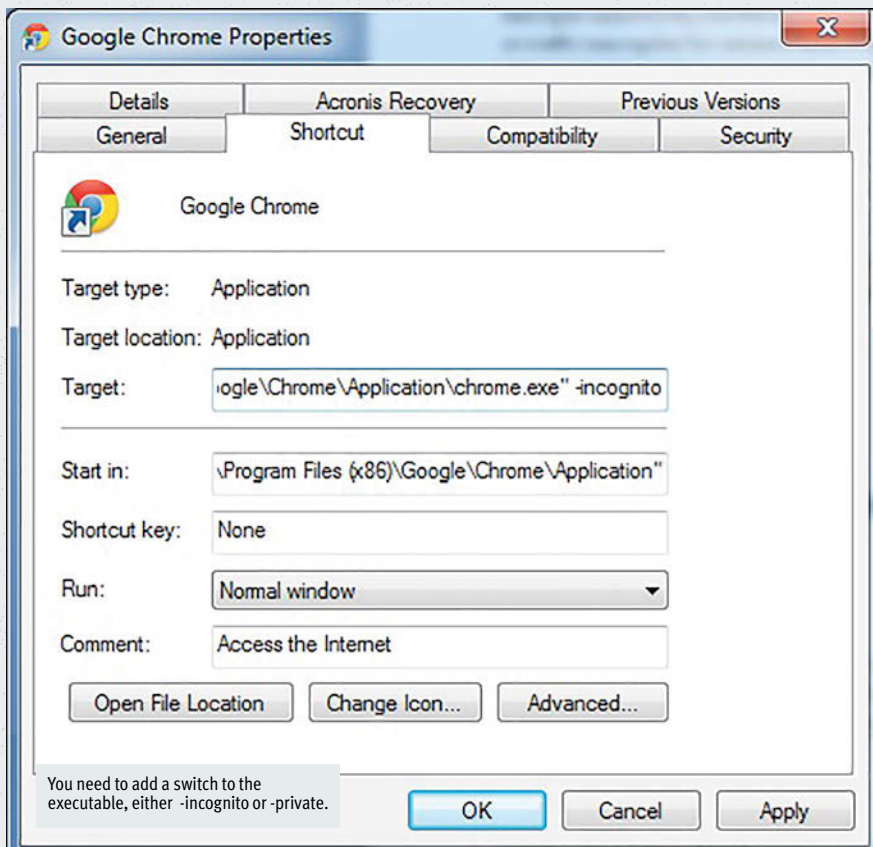 Google Chrome Properties
Details Acronis Recovery Previous Versions
General Shortcut Compatibility Security
Google Chrome
Target type: Application
Target location: Application
Target: ogle\Chrome\Application\chrome.exe" -incognito
Start in: \Program Files (x86)\Google\Chrome\Application"
Shortcut key: None
Run: Normal window
Comment: Access the Internet
Open File Location Change Icon... Advanced...
You need to add a switch to the
executable, either -incognito or -private.
OK Cancel Apply